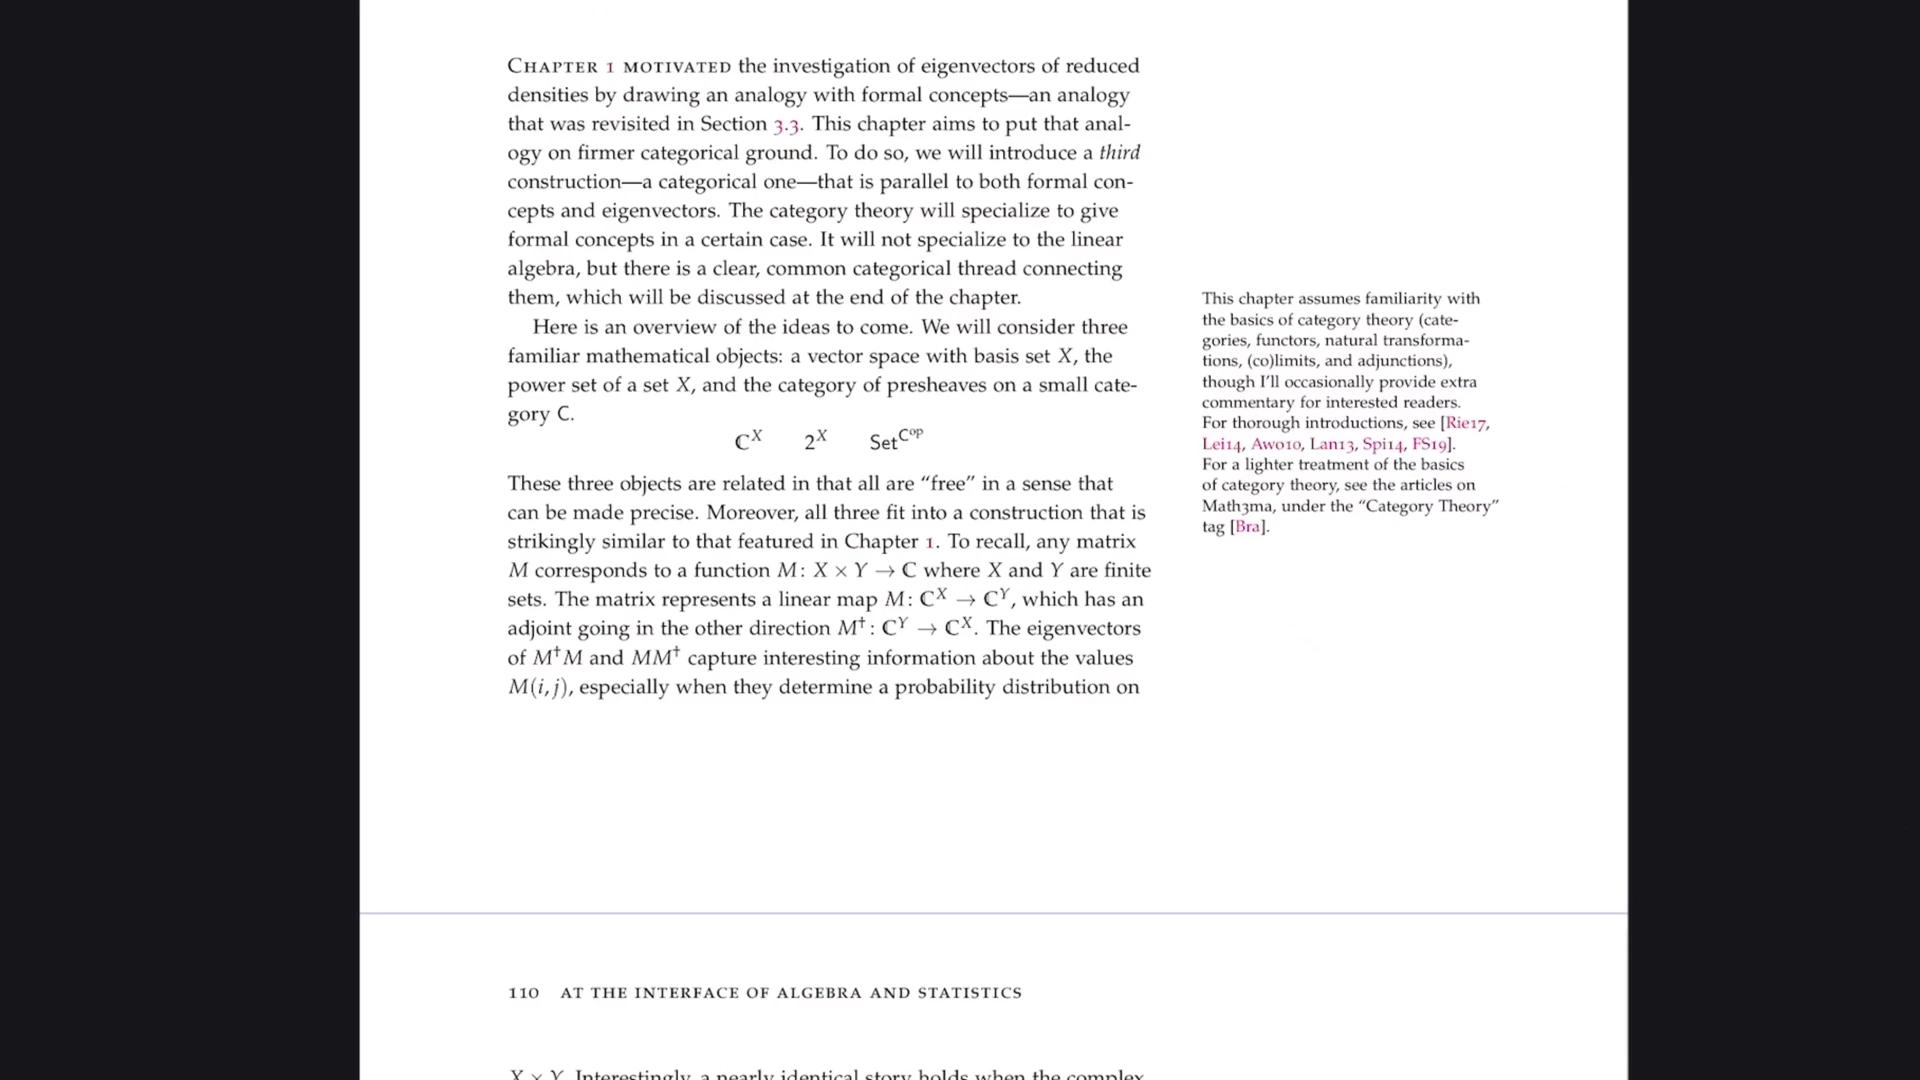 CHAPTER 1 MOTIVATED the investigation of eigenvectors of reduced
densities by drawing an analogy with formal concepts—an analogy
that was revisited in Section 3.3. This chapter aims to put that anal-
ogy on firmer categorical ground. To do so, we will introduce a third
construction—a categorical one—that is parallel to both formal con-
cepts and eigenvectors. The category theory will specialize to give
formal concepts in a certain case. It will not specialize to the linear
algebra, but there is a clear, common categorical thread connecting
them, which will be discussed at the end of the chapter.
Here is an overview of the ideas to come. We will consider three
familiar mathematical objects: a vector space with basis set X, the
power set of a set X, and the category of presheaves on a small cate-
gory C.
ℂ^X 2^X Set^{C^{op}}
These three objects are related in that all are “free” in a sense that
can be made precise. Moreover, all three fit into a construction that is
strikingly similar to that featured in Chapter 1. To recall, any matrix
M corresponds to a function M: X × Y → ℂ where X and Y are finite
sets. The matrix represents a linear map M: ℂ^X → ℂ^Y, which has an
adjoint going in the other direction M†: ℂ^Y → ℂ^X. The eigenvectors
of M†M and MM† capture interesting information about the values
M(i, j), especially when they determine a probability distribution on
This chapter assumes familiarity with
the basics of category theory (cate-
gories, functors, natural transforma-
tions, (co)limits, and adjunctions),
though I’ll occasionally provide extra
commentary for interested readers.
For thorough introductions, see [Rie17,
Lei14, Awo10, Lan13, Spi14, FS19].
For a lighter treatment of the basics
of category theory, see the articles on
Math3ma, under the “Category Theory”
tag [Bra].
110 AT THE INTERFACE OF ALGEBRA AND STATISTICS
X × Y. Interestingly, a nearly identical story holds when the complex